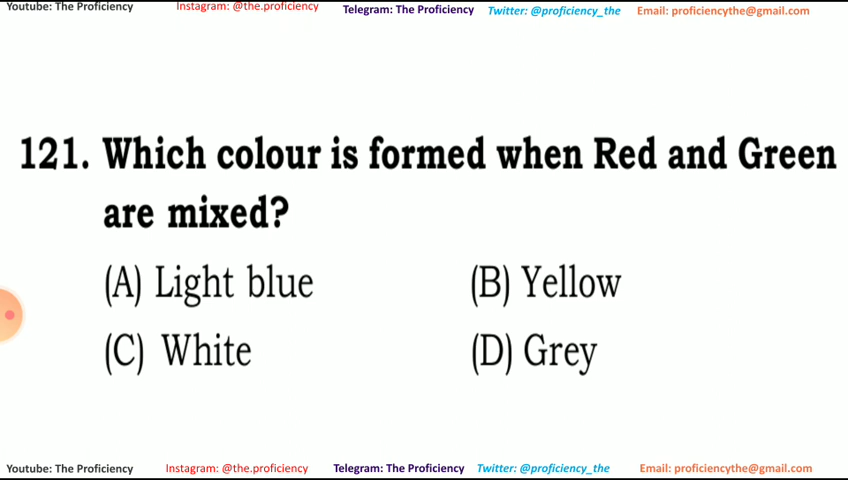 Youtube: The Proficiency Instagram: @the.proficiency Telegram: The Proficiency Twitter: @proficiency_the Email: proficiencythe@gmail.com
121. Which colour is formed when Red and Green
are mixed?
(A) Light blue (B) Yellow
(C) White (D) Grey
Youtube: The Proficiency Instagram: @the.proficiency Telegram: The Proficiency Twitter: @proficiency_the Email: proficiencythe@gmail.com